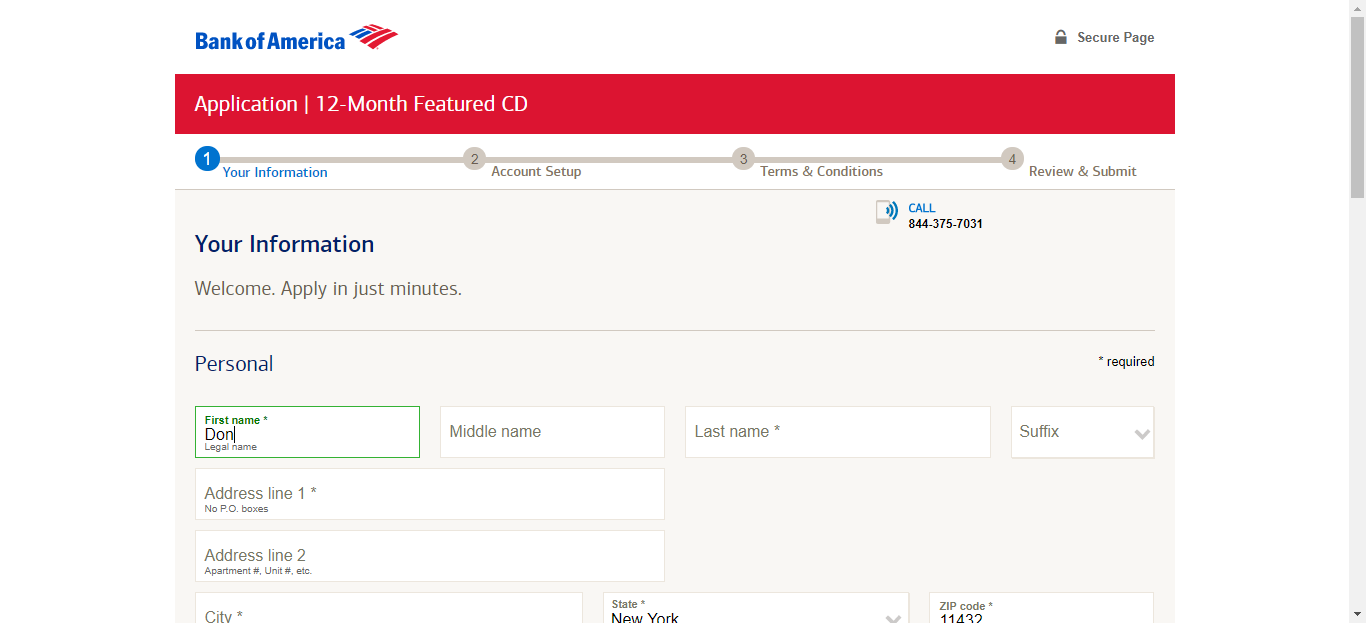 Bank of America
Secure Page
Application | 12-Month Featured CD
1 Your Information
2 Account Setup
3 Terms & Conditions
4 Review & Submit
CALL
844-375-7031
Your Information
Welcome. Apply in just minutes.
Personal
* required
First name *
Don
Legal name
Middle name
Last name *
Suffix
Address line 1 *
No P.O. boxes
Address line 2
Apartment #, Unit #, etc.
City *
State *
New York
ZIP code *
11432